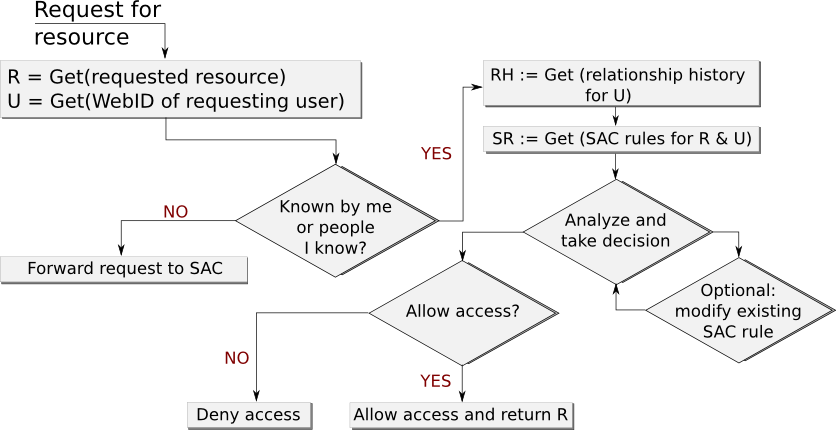 Request for
resource
R = Get(requested resource)
U = Get(WebID of requesting user)
RH := Get (relationship history
for U)
SR := Get (SAC rules for R & U)
YES
NO
Known by me
or people
I know?
Analyze and
take decision
Forward request to SAC
Optional:
modify existing
SAC rule
Allow access?
NO
YES
Deny access
Allow access and return R